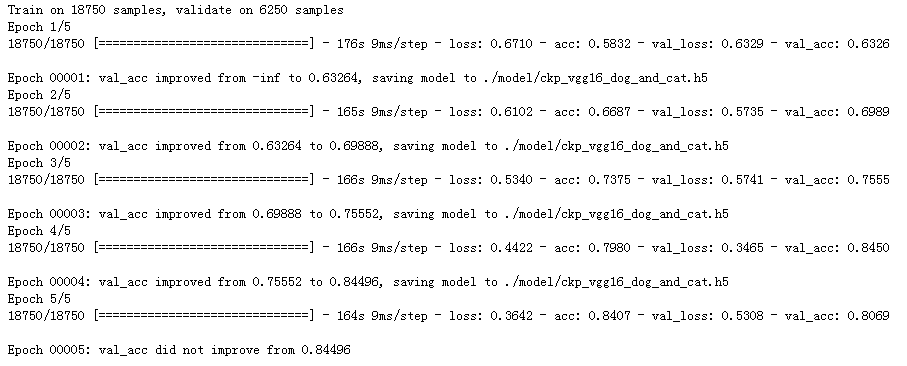 Train on 18750 samples, validate on 6250 samples
Epoch 1/5
18750/18750 [==============================] - 176s 9ms/step - loss: 0.6710 - acc: 0.5832 - val_loss: 0.6329 - val_acc: 0.6326
Epoch 00001: val_acc improved from -inf to 0.63264, saving model to ./model/ckp_vgg16_dog_and_cat.h5
Epoch 2/5
18750/18750 [==============================] - 165s 9ms/step - loss: 0.6102 - acc: 0.6687 - val_loss: 0.5735 - val_acc: 0.6989
Epoch 00002: val_acc improved from 0.63264 to 0.69888, saving model to ./model/ckp_vgg16_dog_and_cat.h5
Epoch 3/5
18750/18750 [==============================] - 166s 9ms/step - loss: 0.5340 - acc: 0.7375 - val_loss: 0.5741 - val_acc: 0.7555
Epoch 00003: val_acc improved from 0.69888 to 0.75552, saving model to ./model/ckp_vgg16_dog_and_cat.h5
Epoch 4/5
18750/18750 [==============================] - 166s 9ms/step - loss: 0.4422 - acc: 0.7980 - val_loss: 0.3465 - val_acc: 0.8450
Epoch 00004: val_acc improved from 0.75552 to 0.84496, saving model to ./model/ckp_vgg16_dog_and_cat.h5
Epoch 5/5
18750/18750 [==============================] - 164s 9ms/step - loss: 0.3642 - acc: 0.8407 - val_loss: 0.5308 - val_acc: 0.8069
Epoch 00005: val_acc did not improve from 0.84496